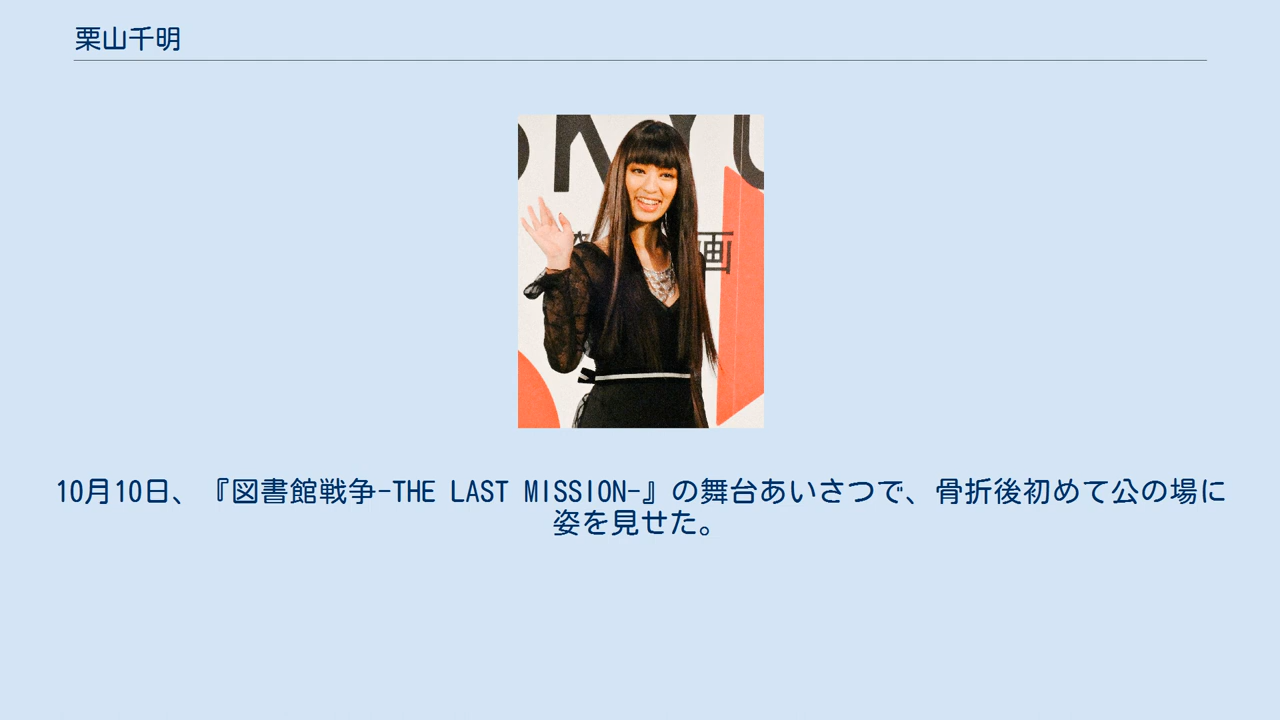 栗山千明
画
10月10日、『図書館戦争-THE LAST MISSION-』の舞台あいさつで、骨折後初めて公の場に
姿を見せた。